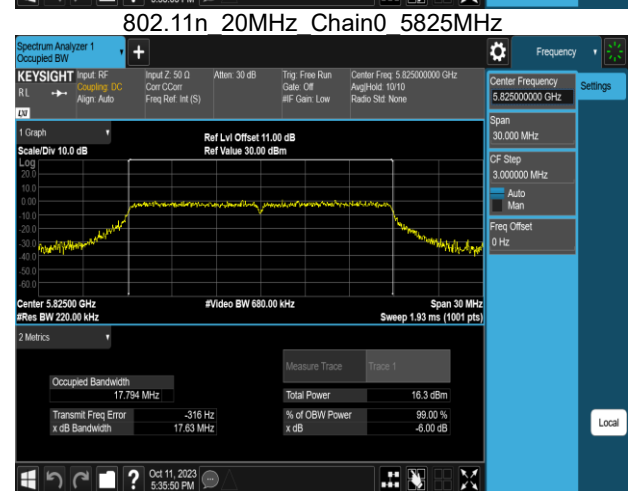 802.11n_20MHz_Chain0_5825MHz
Spectrum Analyzer 1
Occupied BW
+
Frequency
KEYSIGHT
RL
LXI
Input: RF
Coupling: DC
Align: Auto
Input Z: 50 Ω
Corr CCorr
Freq Ref: Int (S)
Atten: 30 dB
Trig: Free Run
Gate: Off
#IF Gain: Low
Center Freq: 5.825000000 GHz
Avg|Hold: 10/10
Radio Std: None
Center Frequency
5.825000000 GHz
Settings
Span
30.000 MHz
CF Step
3.000000 MHz
Auto
Man
Freq Offset
0 Hz
Local
1 Graph
Scale/Div 10.0 dB
Ref Lvl Offset 11.00 dB
Ref Value 30.00 dBm
Log
20.0
10.0
0.00
-10.0
-20.0
-30.0
-40.0
-50.0
-60.0
Center 5.82500 GHz
#Video BW 680.00 kHz
Span 30 MHz
#Res BW 220.00 kHz
Sweep 1.93 ms (1001 pts)
2 Metrics
Measure Trace
Trace 1
Occupied Bandwidth
17.794 MHz
Total Power
16.3 dBm
Transmit Freq Error
-316 Hz
% of OBW Power
99.00 %
x dB Bandwidth
17.63 MHz
x dB
-6.00 dB
?
Oct 11, 2023
5:35:50 PM